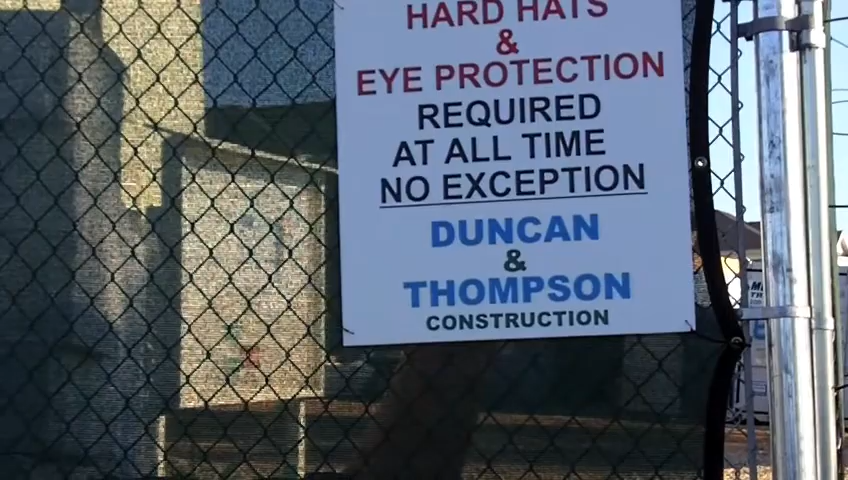 HARD HATS
&
EYE PROTECTION
REQUIRED
AT ALL TIME
NO EXCEPTION
DUNCAN
&
THOMPSON
CONSTRUCTION